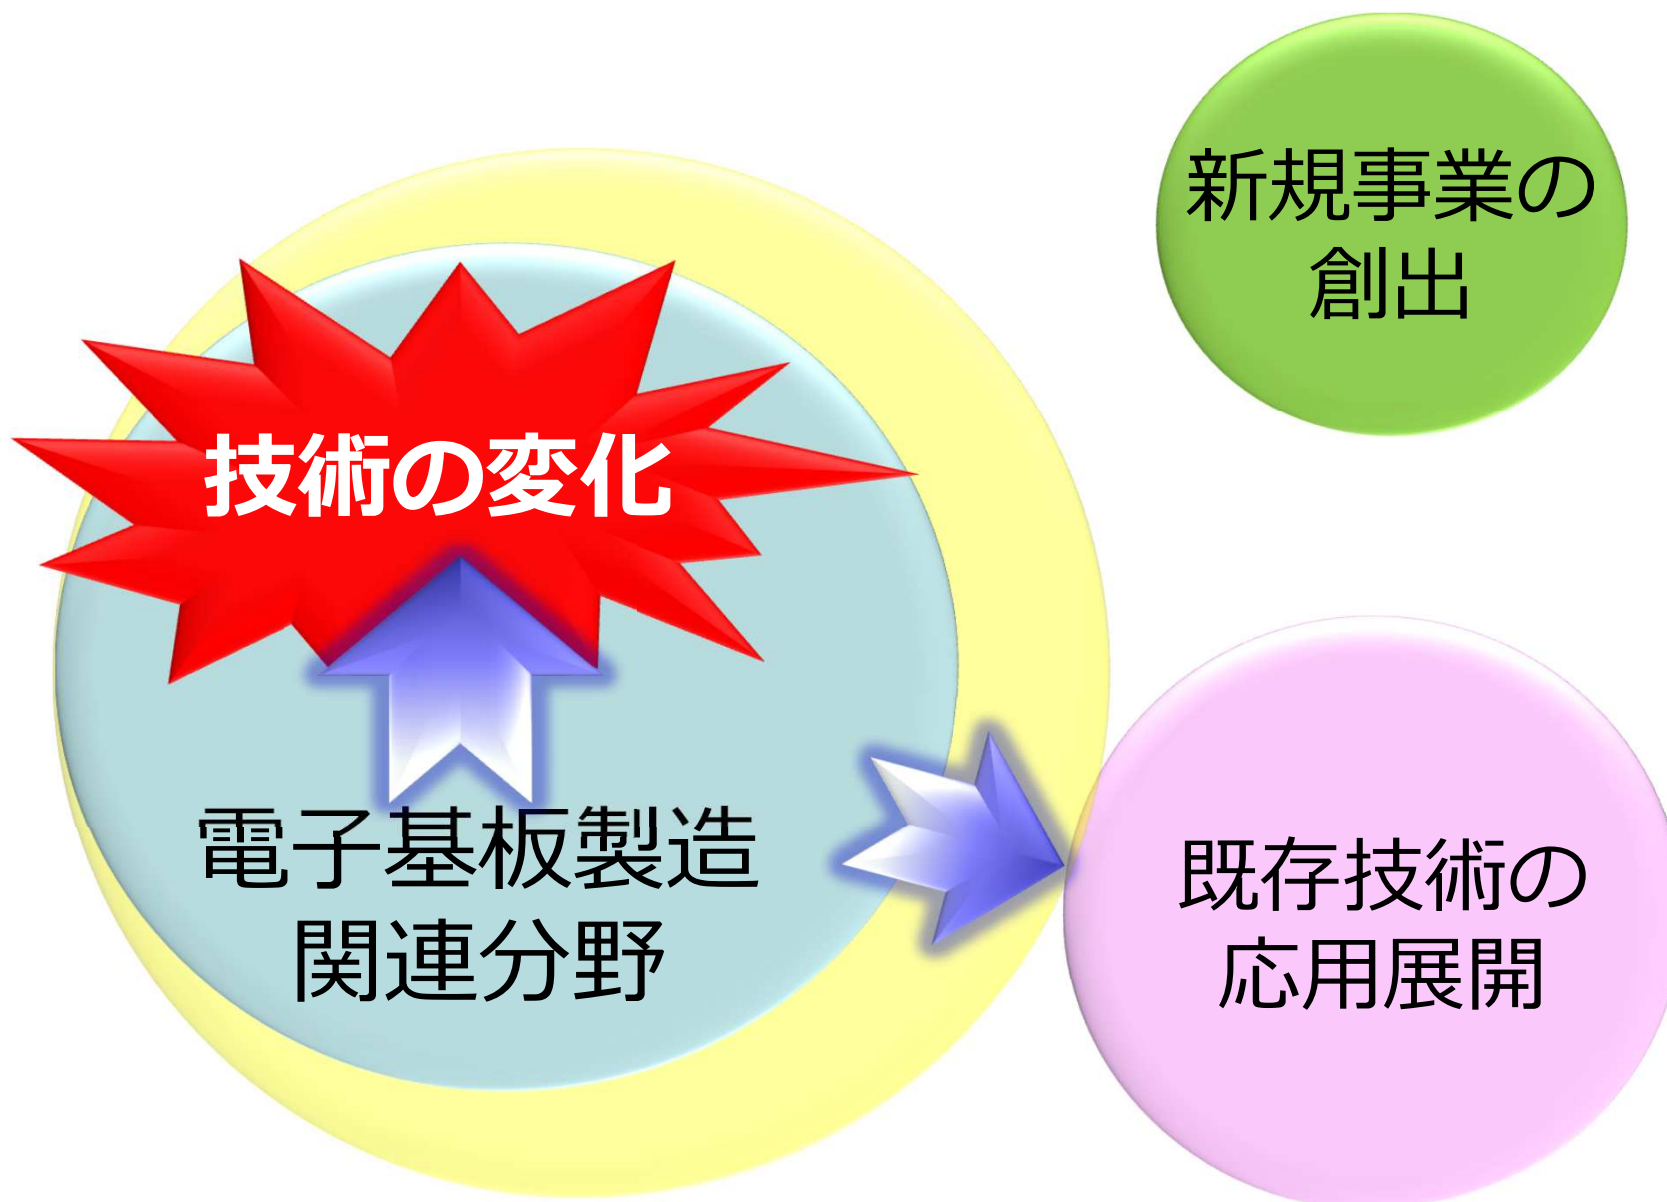 新規事業の
創出
技術の変化
電子基板製造
関連分野
既存技術の
応用展開